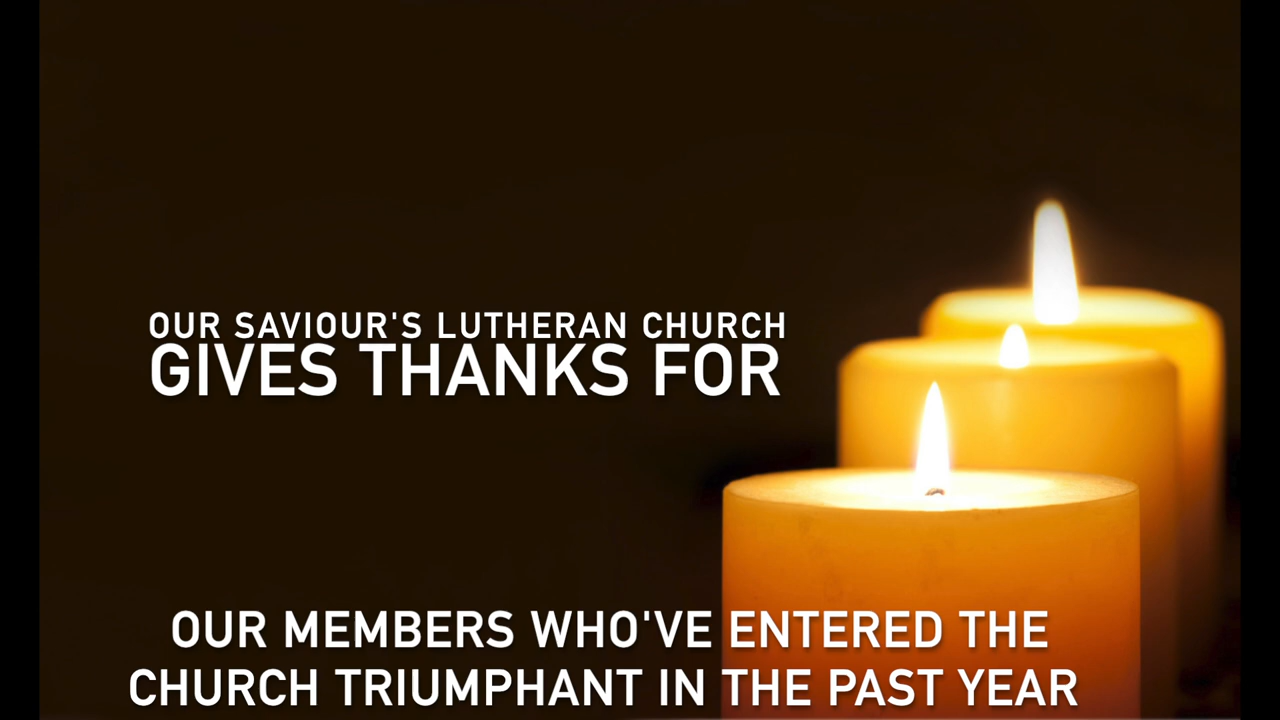 OUR SAVIOUR'S LUTHERAN CHURCH
GIVES THANKS FOR
OUR MEMBERS WHO'VE ENTERED THE
CHURCH TRIUMPHANT IN THE PAST YEAR